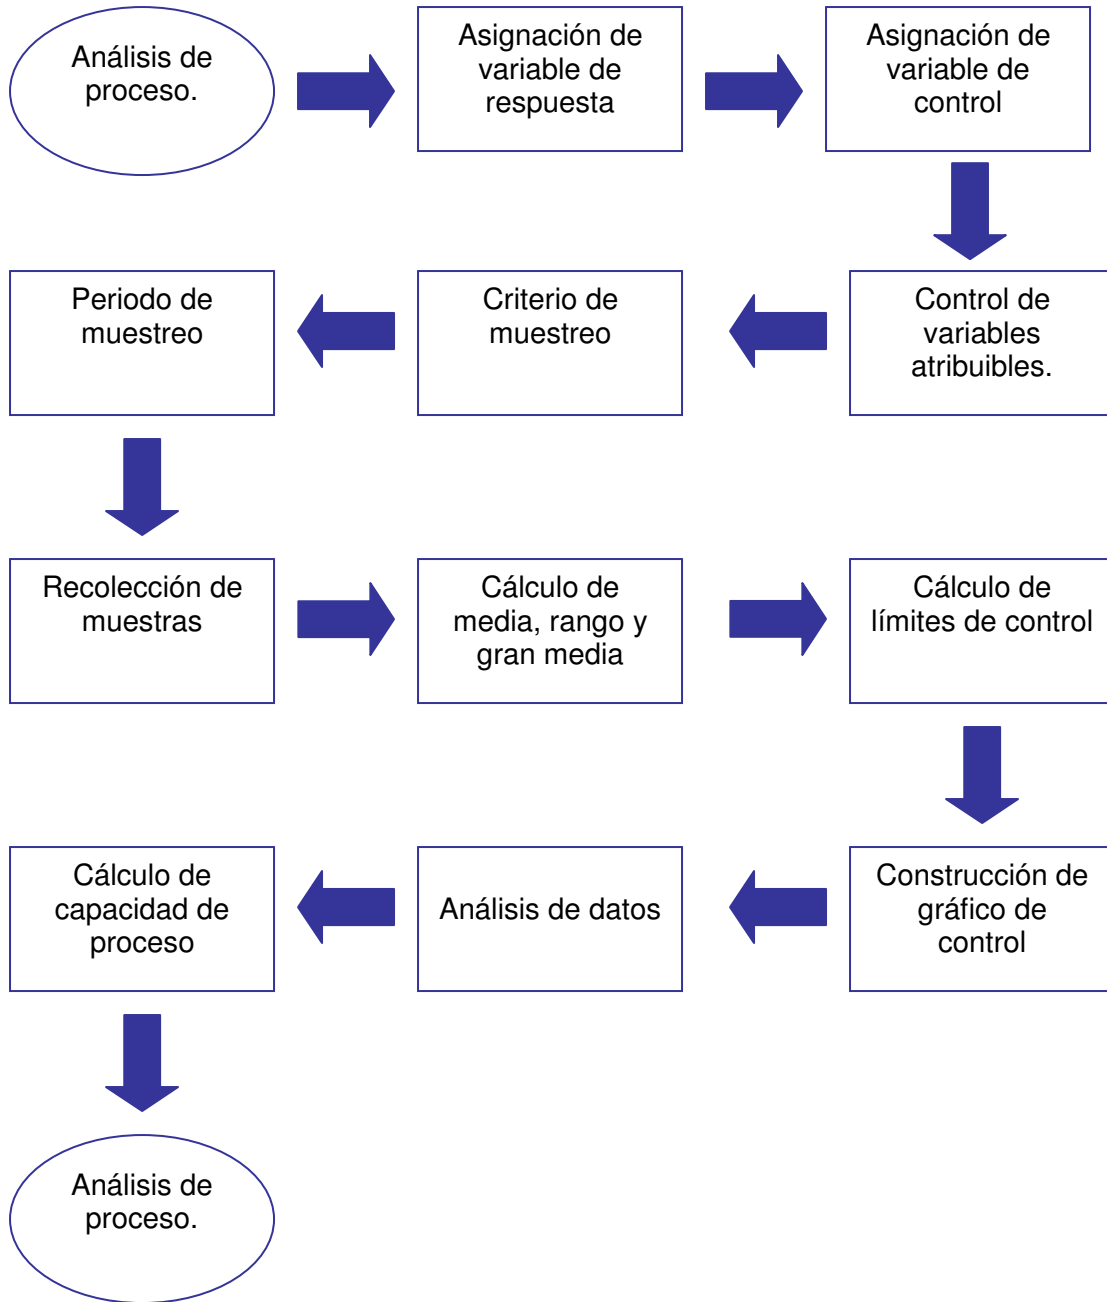 Análisis de
proceso.
Asignación de
variable de
respuesta
Asignación de
variable de
control
Periodo de
muestreo
Criterio de
muestreo
Control de
variables
atribuibles.
Recolección de
muestras
Cálculo de
media, rango y
gran media
Cálculo de
límites de control
Cálculo de
capacidad de
proceso
Análisis de datos
Construcción de
gráfico de
control
Análisis de
proceso.